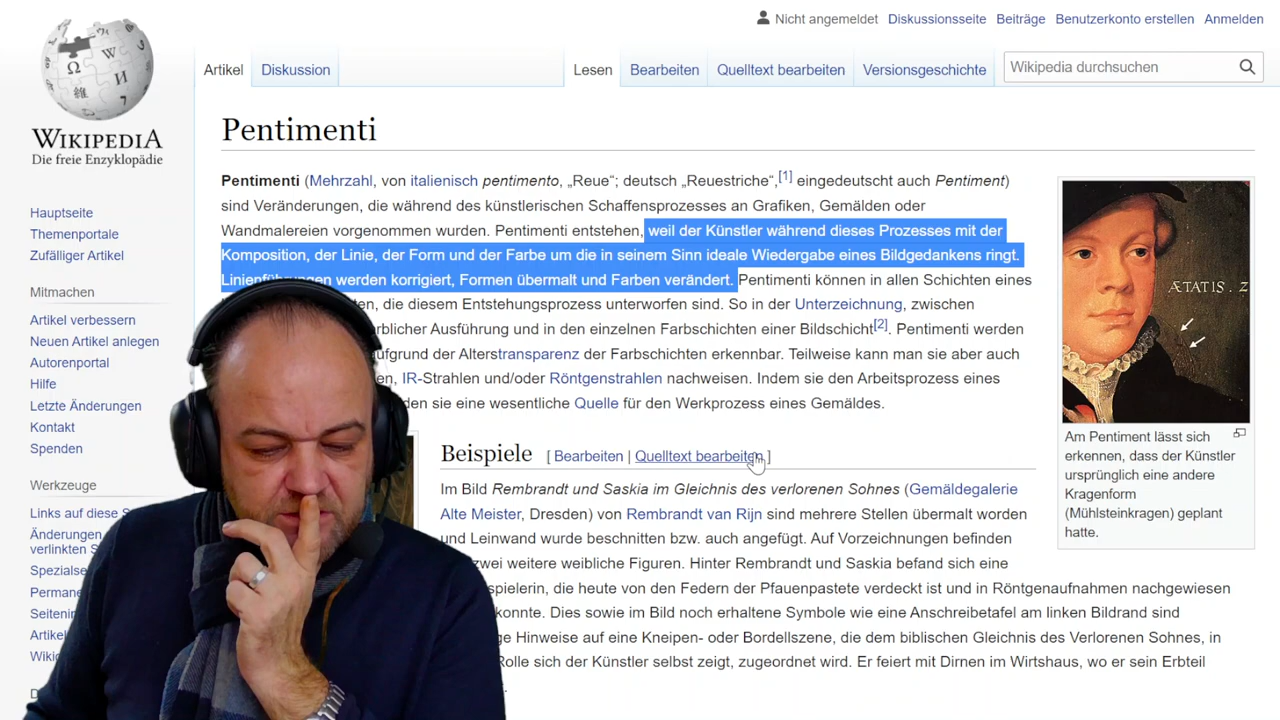 Nicht angemeldet Diskussionsseite Beiträge Benutzerkonto erstellen Anmelden
Artikel Diskussion Lesen Bearbeiten Quelltext bearbeiten Versionsgeschichte Wikipedia durchsuchen
WIKIPEDIA
Die freie Enzyklopädie
Hauptseite
Themenportale
Zufälliger Artikel
Mitmachen
Artikel verbessern
Neuen Artikel anlegen
Autorenportal
Hilfe
Letzte Änderungen
Kontakt
Spenden
Werkzeuge
Links auf diese
Änderungen
verlinkten
Artikel
Pentimenti
Pentimenti (Mehrzahl, von italienisch pentimento, „Reue“; deutsch „Reuestriche“,[1] eingedeutscht auch Pentiment)
sind Veränderungen, die während des künstlerischen Schaffensprozesses an Grafiken, Gemälden oder
Wandmalereien vorgenommen wurden. Pentimenti entstehen, weil der Künstler während dieses Prozesses mit der
Komposition, der Linie, der Form und der Farbe um die in seinem Sinn ideale Wiedergabe eines Bildgedankens ringt.
Linienführungen werden korrigiert, Formen übermalt und Farben verändert. Pentimenti können in allen Schichten eines
die diesem Entstehungsprozess unterworfen sind. So in der Unterzeichnung, zwischen
farblicher Ausführung und in den einzelnen Farbschichten einer Bildschicht[2]. Pentimenti werden
aufgrund der Alterstransparenz der Farbschichten erkennbar. Teilweise kann man sie aber auch
IR-Strahlen und/oder Röntgenstrahlen nachweisen. Indem sie den Arbeitsprozess eines
sie eine wesentliche Quelle für den Werkprozess eines Gemäldes.
ÆTATIS . 2
Am Pentiment lässt sich
erkennen, dass der Künstler
ursprünglich eine andere
Kragenform
(Mühlsteinkragen) geplant
hatte.
Beispiele [ Bearbeiten | Quelltext bearbeiten ]
Im Bild Rembrandt und Saskia im Gleichnis des verlorenen Sohnes (Gemäldegalerie
Alte Meister, Dresden) von Rembrandt van Rijn sind mehrere Stellen übermalt worden
und Leinwand wurde beschnitten bzw. auch angefügt. Auf Vorzeichnungen befinden
zwei weitere weibliche Figuren. Hinter Rembrandt und Saskia befand sich eine
die heute von den Federn der Pfauenpastete verdeckt ist und in Röntgenaufnahmen nachgewiesen
konnte. Dies sowie im Bild noch erhaltene Symbole wie eine Anschreibetafel am linken Bildrand sind
Hinweise auf eine Kneipen- oder Bordellszene, die dem biblischen Gleichnis des Verlorenen Sohnes, in
Rolle sich der Künstler selbst zeigt, zugeordnet wird. Er feiert mit Dirnen im Wirtshaus, wo er sein Erbteil